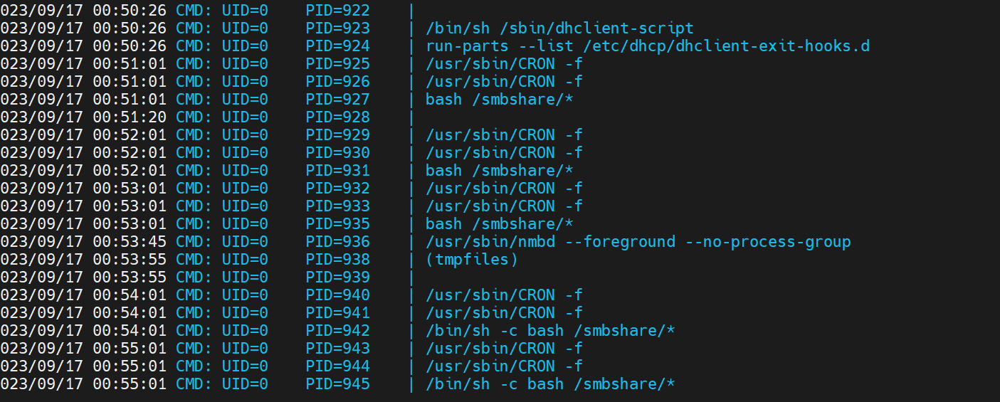 023/09/17 00:50:26 CMD: UID=0    PID=922    |
023/09/17 00:50:26 CMD: UID=0    PID=923    | /bin/sh /sbin/dhclient-script
023/09/17 00:50:26 CMD: UID=0    PID=924    | run-parts --list /etc/dhcp/dhclient-exit-hooks.d
023/09/17 00:51:01 CMD: UID=0    PID=925    | /usr/sbin/CRON -f
023/09/17 00:51:01 CMD: UID=0    PID=926    | /usr/sbin/CRON -f
023/09/17 00:51:01 CMD: UID=0    PID=927    | bash /smbshare/*
023/09/17 00:51:20 CMD: UID=0    PID=928    |
023/09/17 00:52:01 CMD: UID=0    PID=929    | /usr/sbin/CRON -f
023/09/17 00:52:01 CMD: UID=0    PID=930    | /usr/sbin/CRON -f
023/09/17 00:52:01 CMD: UID=0    PID=931    | bash /smbshare/*
023/09/17 00:53:01 CMD: UID=0    PID=932    | /usr/sbin/CRON -f
023/09/17 00:53:01 CMD: UID=0    PID=933    | /usr/sbin/CRON -f
023/09/17 00:53:01 CMD: UID=0    PID=935    | bash /smbshare/*
023/09/17 00:53:45 CMD: UID=0    PID=936    | /usr/sbin/nmbd --foreground --no-process-group
023/09/17 00:53:55 CMD: UID=0    PID=938    | (tmpfiles)
023/09/17 00:53:55 CMD: UID=0    PID=939    |
023/09/17 00:54:01 CMD: UID=0    PID=940    | /usr/sbin/CRON -f
023/09/17 00:54:01 CMD: UID=0    PID=941    | /usr/sbin/CRON -f
023/09/17 00:54:01 CMD: UID=0    PID=942    | /bin/sh -c bash /smbshare/*
023/09/17 00:55:01 CMD: UID=0    PID=943    | /usr/sbin/CRON -f
023/09/17 00:55:01 CMD: UID=0    PID=944    | /usr/sbin/CRON -f
023/09/17 00:55:01 CMD: UID=0    PID=945    | /bin/sh -c bash /smbshare/*